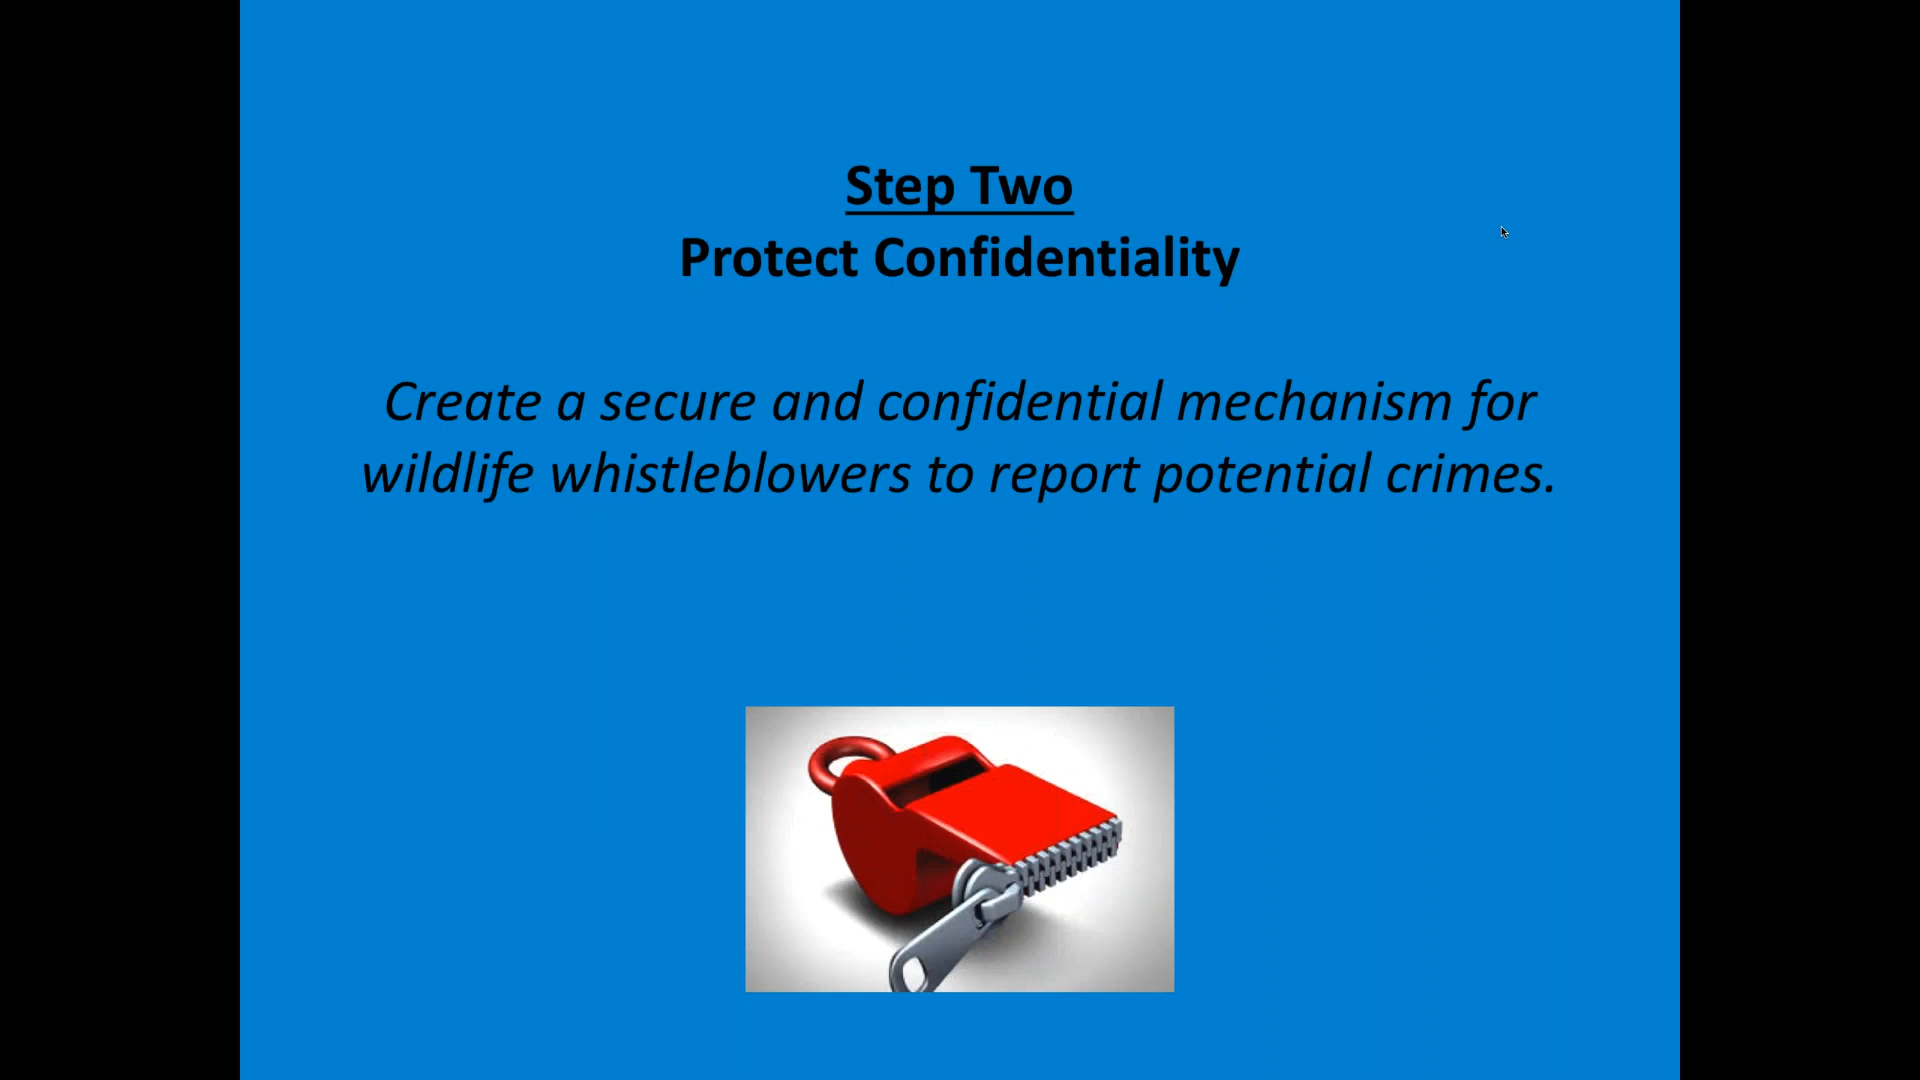 Step Two
Protect Confidentiality
Create a secure and confidential mechanism for
wildlife whistleblowers to report potential crimes.